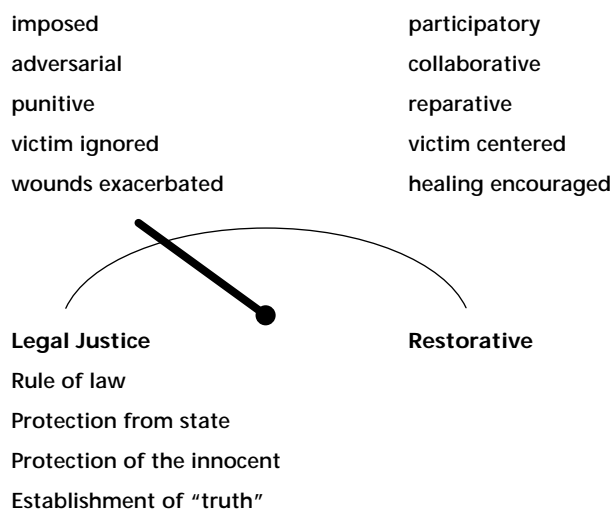 imposed
adversarial
punitive
victim ignored
wounds exacerbated
participatory
collaborative
reparative
victim centered
healing encouraged
Legal Justice
Rule of law
Protection from state
Protection of the innocent
Establishment of “truth”
Restorative